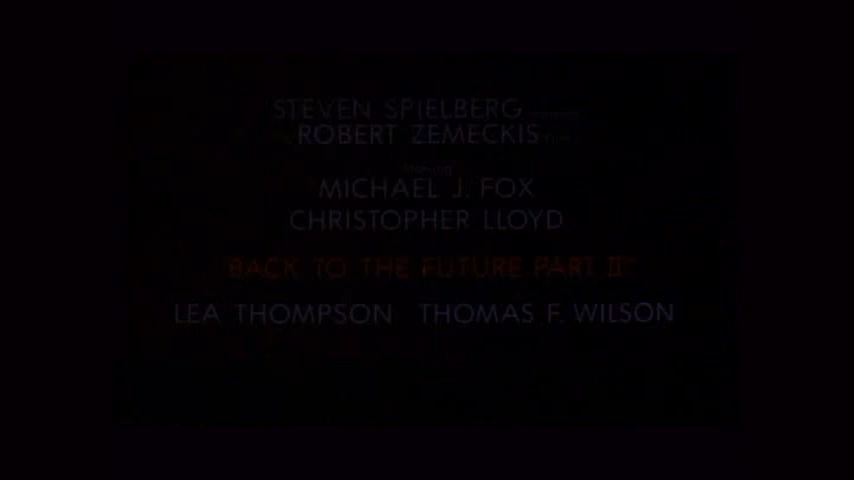 STEVEN SPIELBERG
ROBERT ZEMECKIS
MICHAEL J. FOX
CHRISTOPHER LLOYD
"BACK TO THE FUTURE PART II"
LEA THOMPSON THOMAS F. WILSON